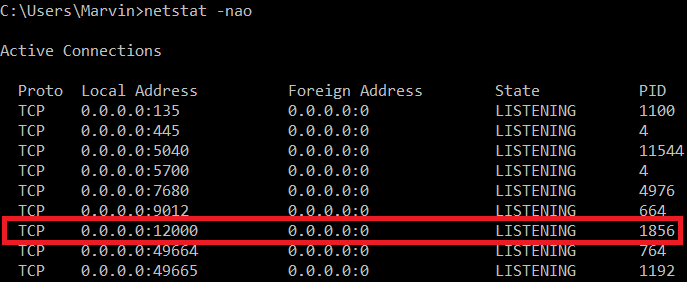 C:\Users\Marvin>netstat -nao
Active Connections
Proto Local Address Foreign Address State PID
TCP 0.0.0.0:135 0.0.0.0:0 LISTENING 1100
TCP 0.0.0.0:445 0.0.0.0:0 LISTENING 4
TCP 0.0.0.0:5040 0.0.0.0:0 LISTENING 11544
TCP 0.0.0.0:5700 0.0.0.0:0 LISTENING 4
TCP 0.0.0.0:7680 0.0.0.0:0 LISTENING 4976
TCP 0.0.0.0:9012 0.0.0.0:0 LISTENING 664
TCP 0.0.0.0:12000 0.0.0.0:0 LISTENING 1856
TCP 0.0.0.0:49664 0.0.0.0:0 LISTENING 764
TCP 0.0.0.0:49665 0.0.0.0:0 LISTENING 1192